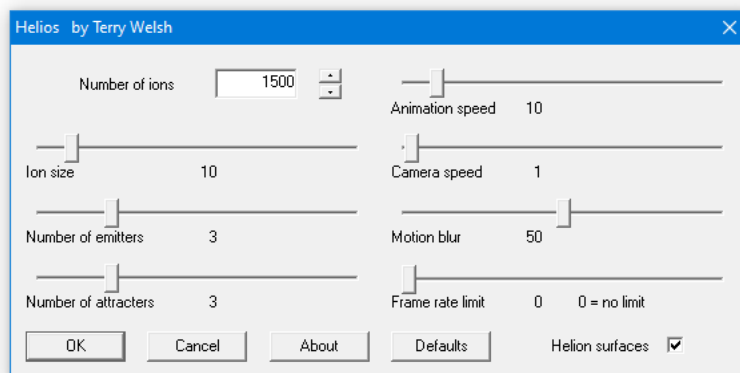 Helios by Terry Welsh
Number of ions 1500
Animation speed 10
Ion size 10
Camera speed 1
Number of emitters 3
Motion blur 50
Number of attracters 3
Frame rate limit 0 0 = no limit
OK Cancel About Defaults Helion surfaces